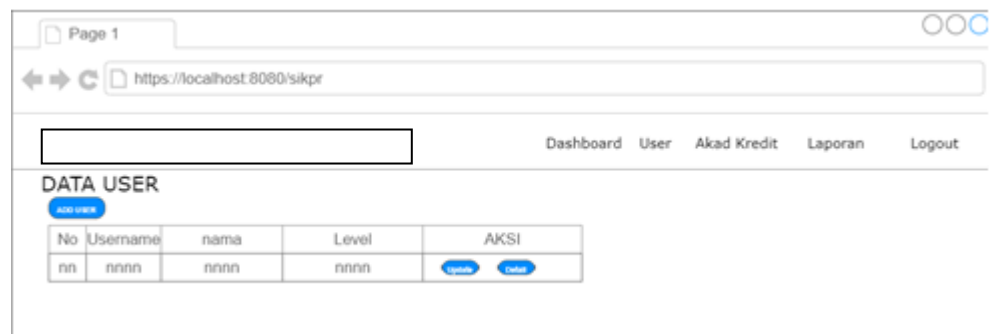 Page 1
https://localhost:8080/sikpr
Dashboard User Akad Kredit Laporan Logout
DATA USER
ADD USER
No Username nama Level AKSI
nn nnnn nnnn nnnn Update